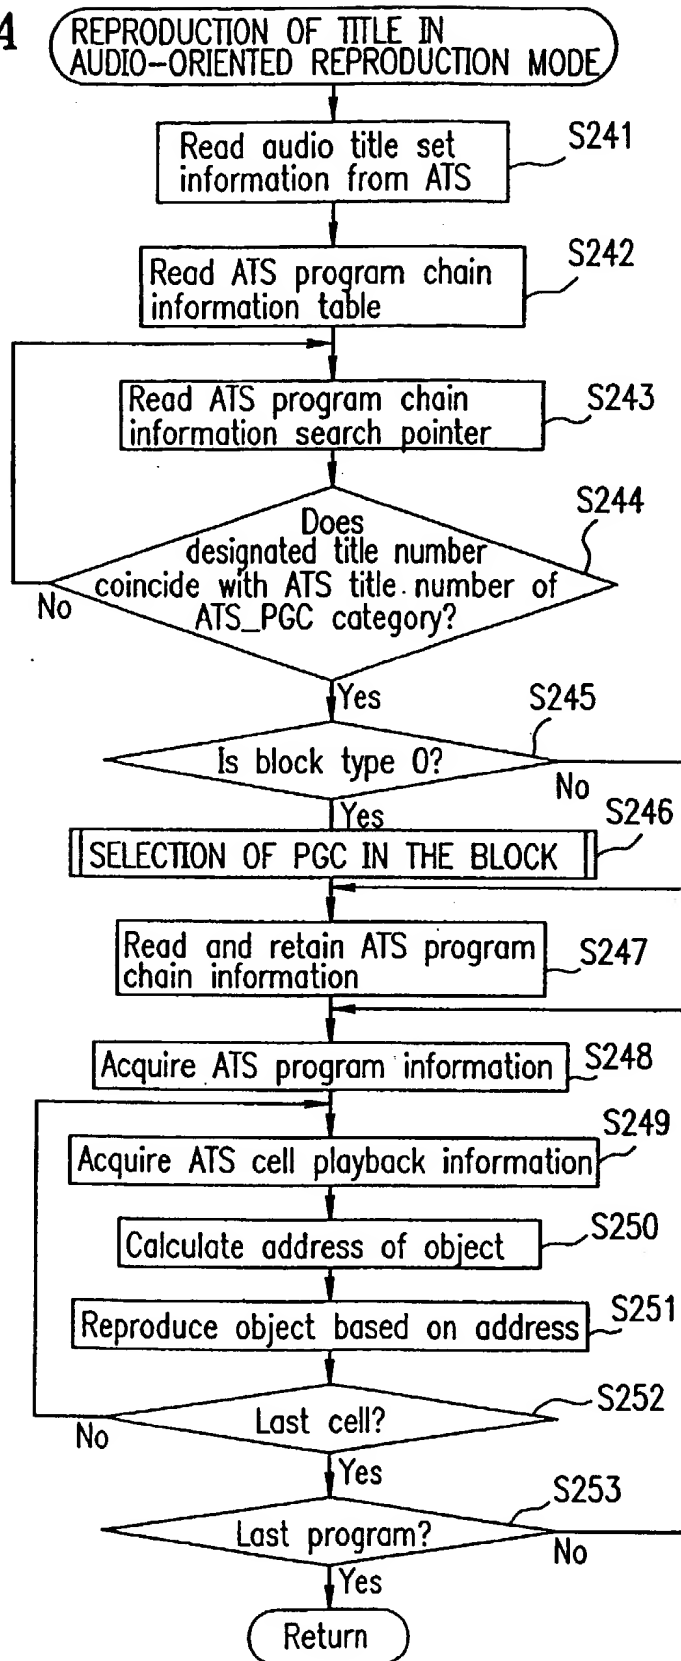 4
REPRODUCTION OF TITLE IN
AUDIO-ORIENTED REPRODUCTION MODE
Read audio title set
information from ATS
S241
Read ATS program chain
information table
S242
Read ATS program chain
information search pointer
S243
Does
designated title number
coincide with ATS title number of
ATS_PGC category?
S244
No
Yes
Is block type 0?
S245
No
Yes
SELECTION OF PGC IN THE BLOCK
S246
Read and retain ATS program
chain information
S247
Acquire ATS program information
S248
Acquire ATS cell playback information
S249
Calculate address of object
S250
Reproduce object based on address
S251
Last cell?
S252
No
Yes
Last program?
S253
No
Yes
Return